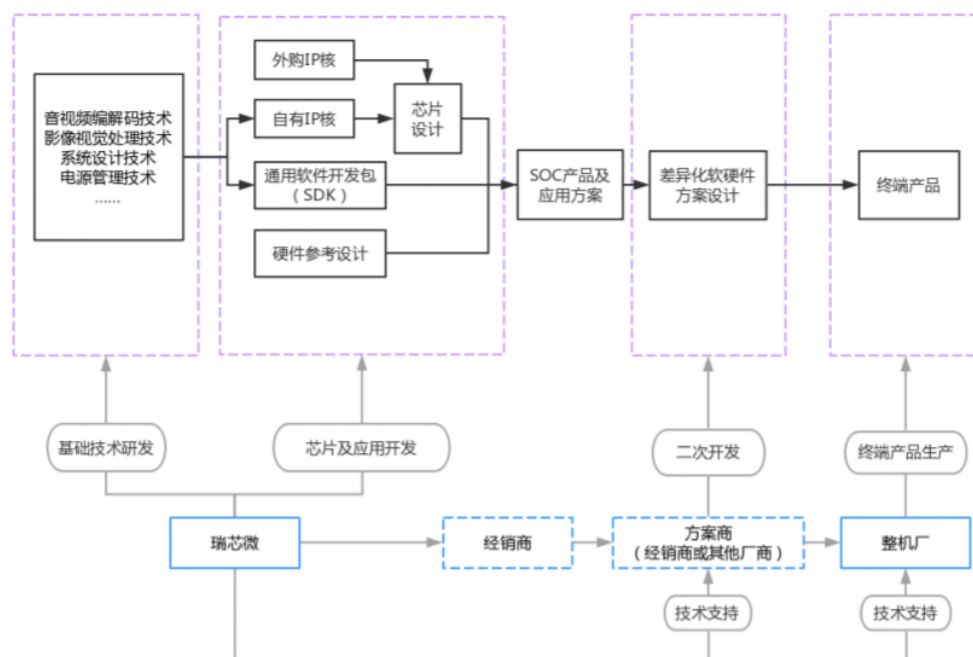 音视频编解码技术
影像视觉处理技术
系统设计技术
电源管理技术
……
外购IP核
自有IP核
芯片
设计
通用软件开发包
（SDK）
硬件参考设计
SOC产品及
应用方案
差异化软硬件
方案设计
终端产品
基础技术研发
芯片及应用开发
二次开发
终端产品生产
瑞芯微
经销商
方案商
（经销商或其他厂商）
整机厂
技术支持
技术支持